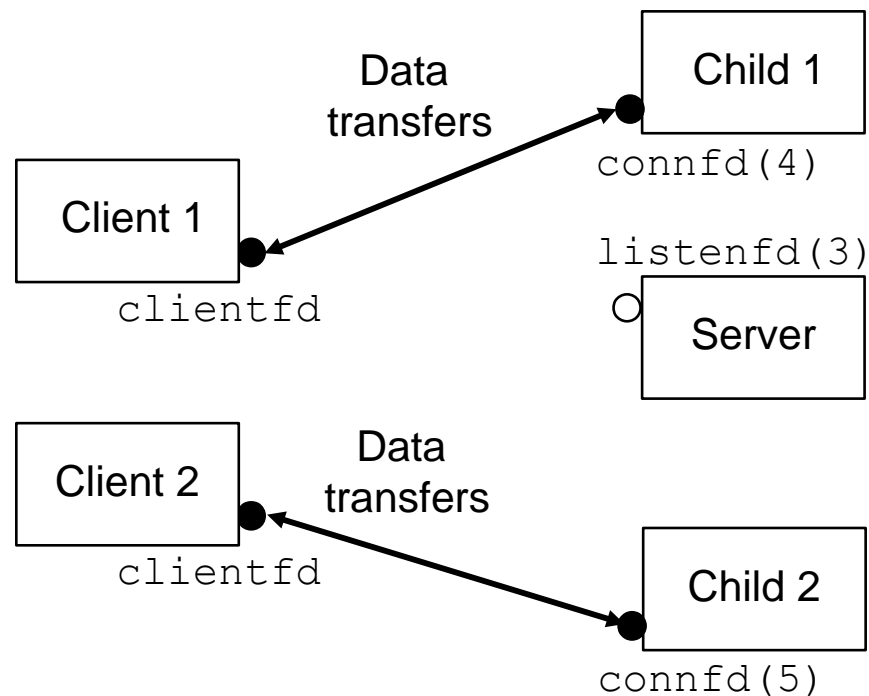 Data
transfers
Child 1
connfd(4)
Client 1
clientfd
listenfd(3)
Server
Client 2
clientfd
Data
transfers
Child 2
connfd(5)